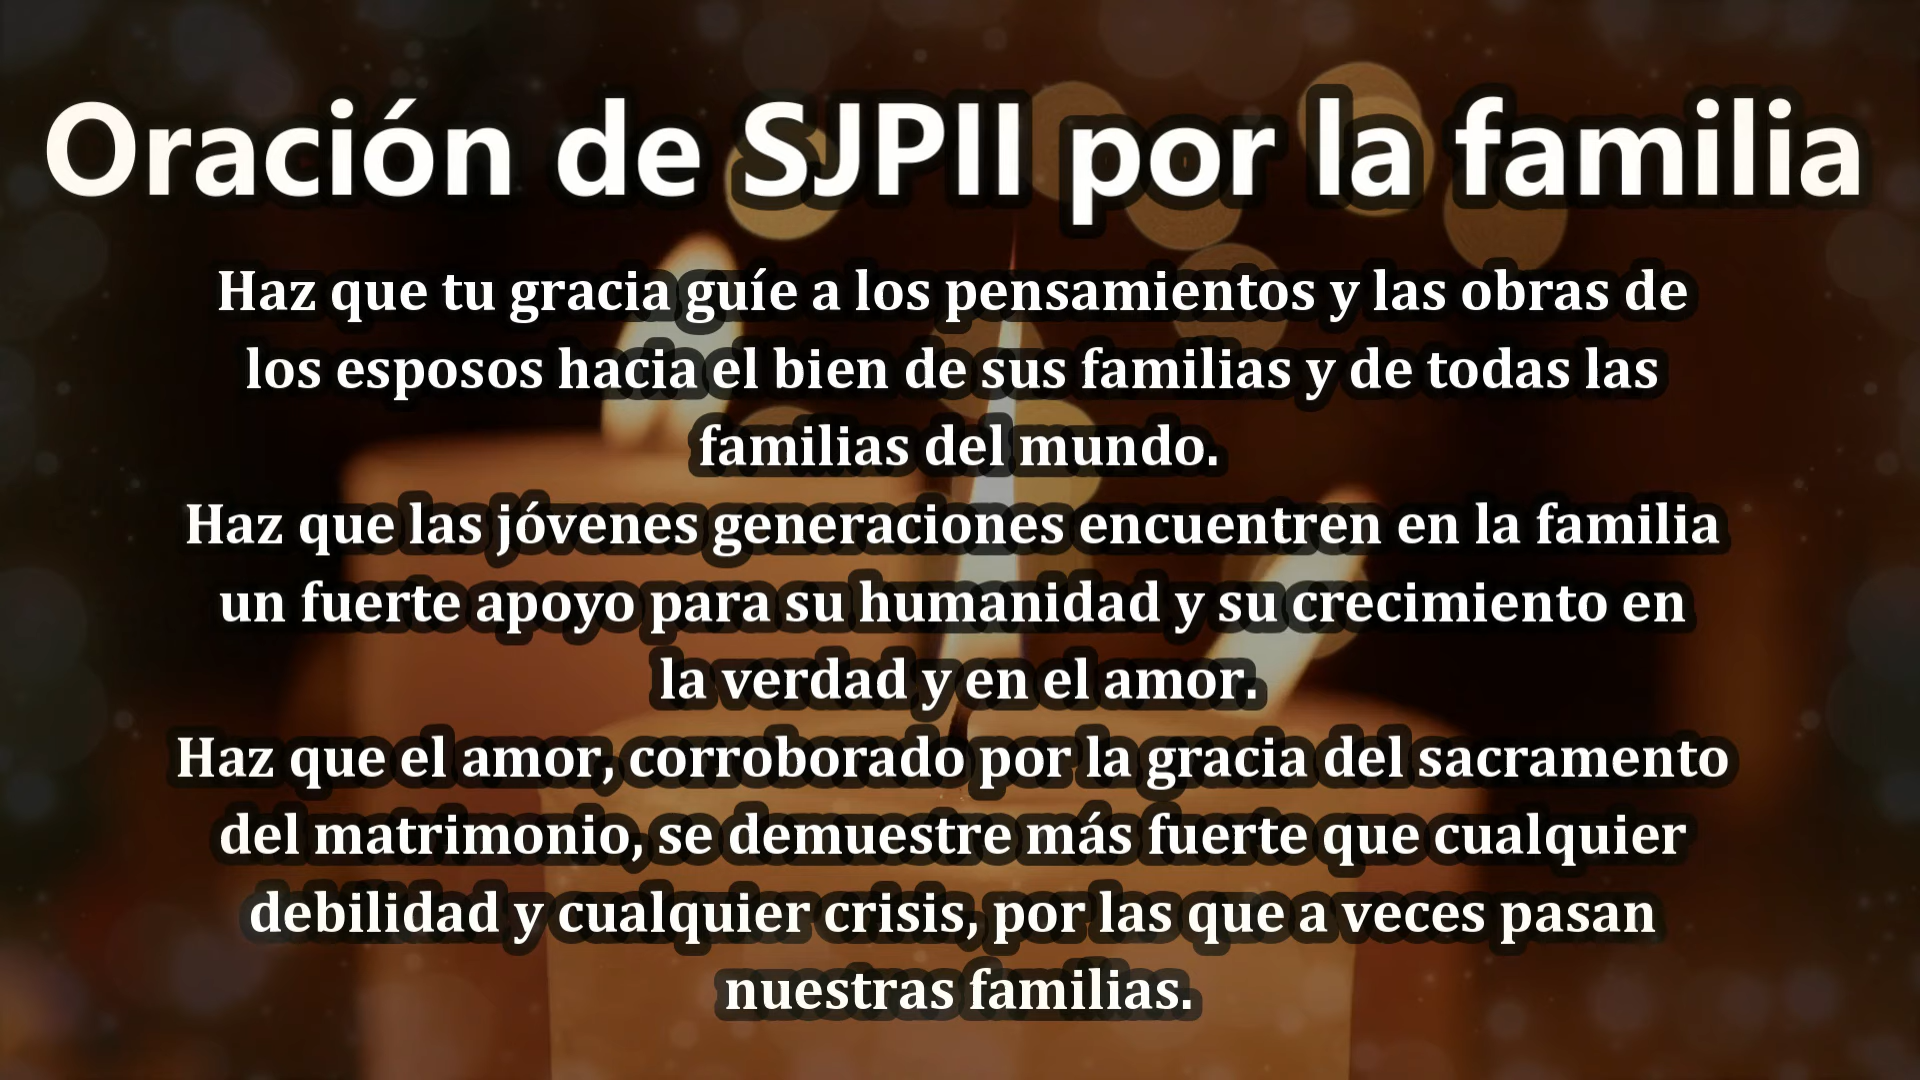 Oración de SJPII por la familia
Haz que tu gracia guíe a los pensamientos y las obras de
los esposos hacia el bien de sus familias y de todas las
familias del mundo.
Haz que las jóvenes generaciones encuentren en la familia
un fuerte apoyo para su humanidad y su crecimiento en
la verdad y en el amor.
Haz que el amor, corroborado por la gracia del sacramento
del matrimonio, se demuestre más fuerte que cualquier
debilidad y cualquier crisis, por las que a veces pasan
nuestras familias.